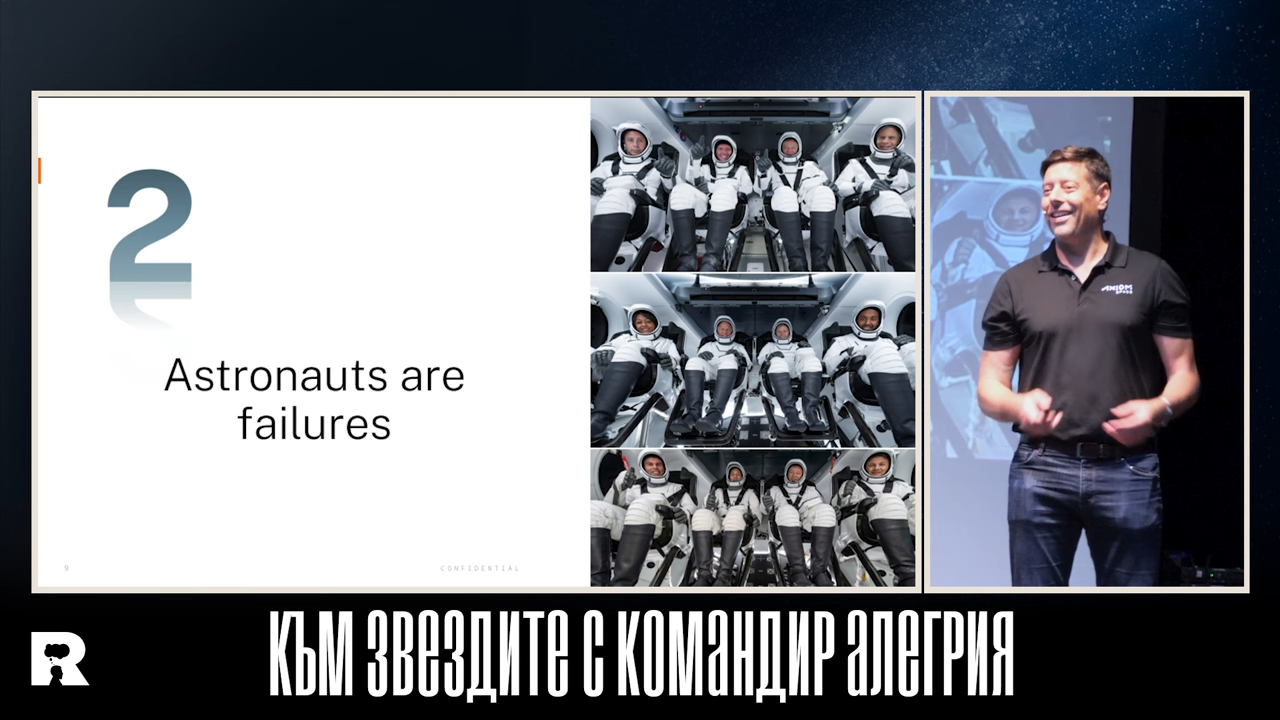 2
Astronauts are
failures
9
CONFIDENTIAL
AXIOM
SPACE
R
КЪМ ЗВЕЗДИТЕ С КОМАНДИР АЛЕГРИЯ